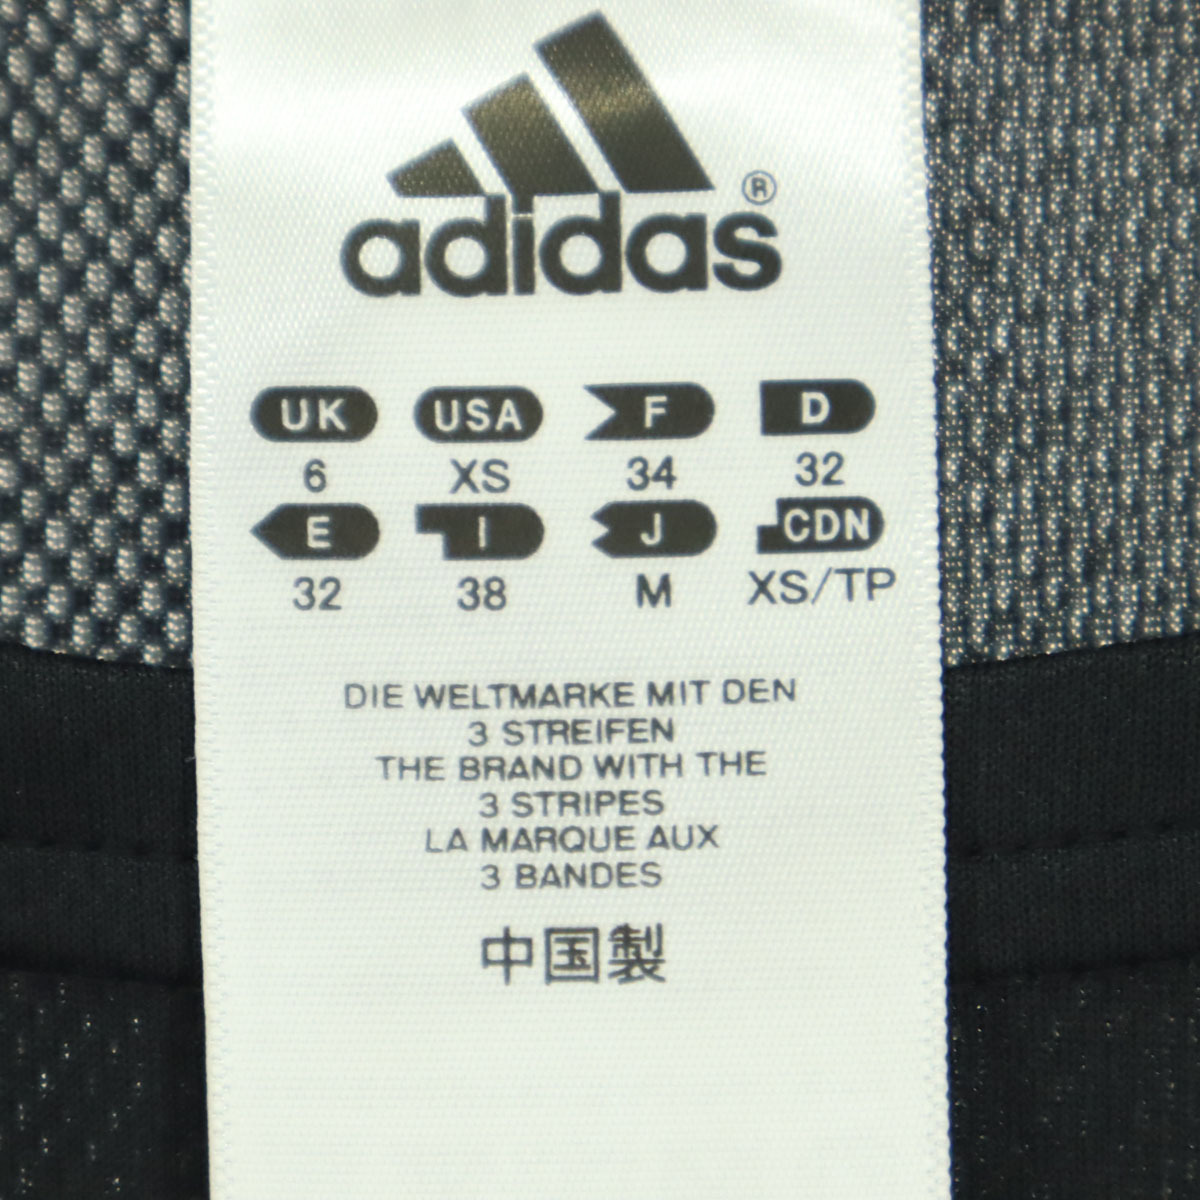 adidas®
UK USA F D
6 XS 34 32
E I J CDN
32 38 M XS/TP
DIE WELTMARKE MIT DEN
3 STREIFEN
THE BRAND WITH THE
3 STRIPES
LA MARQUE AUX
3 BANDES
中国製